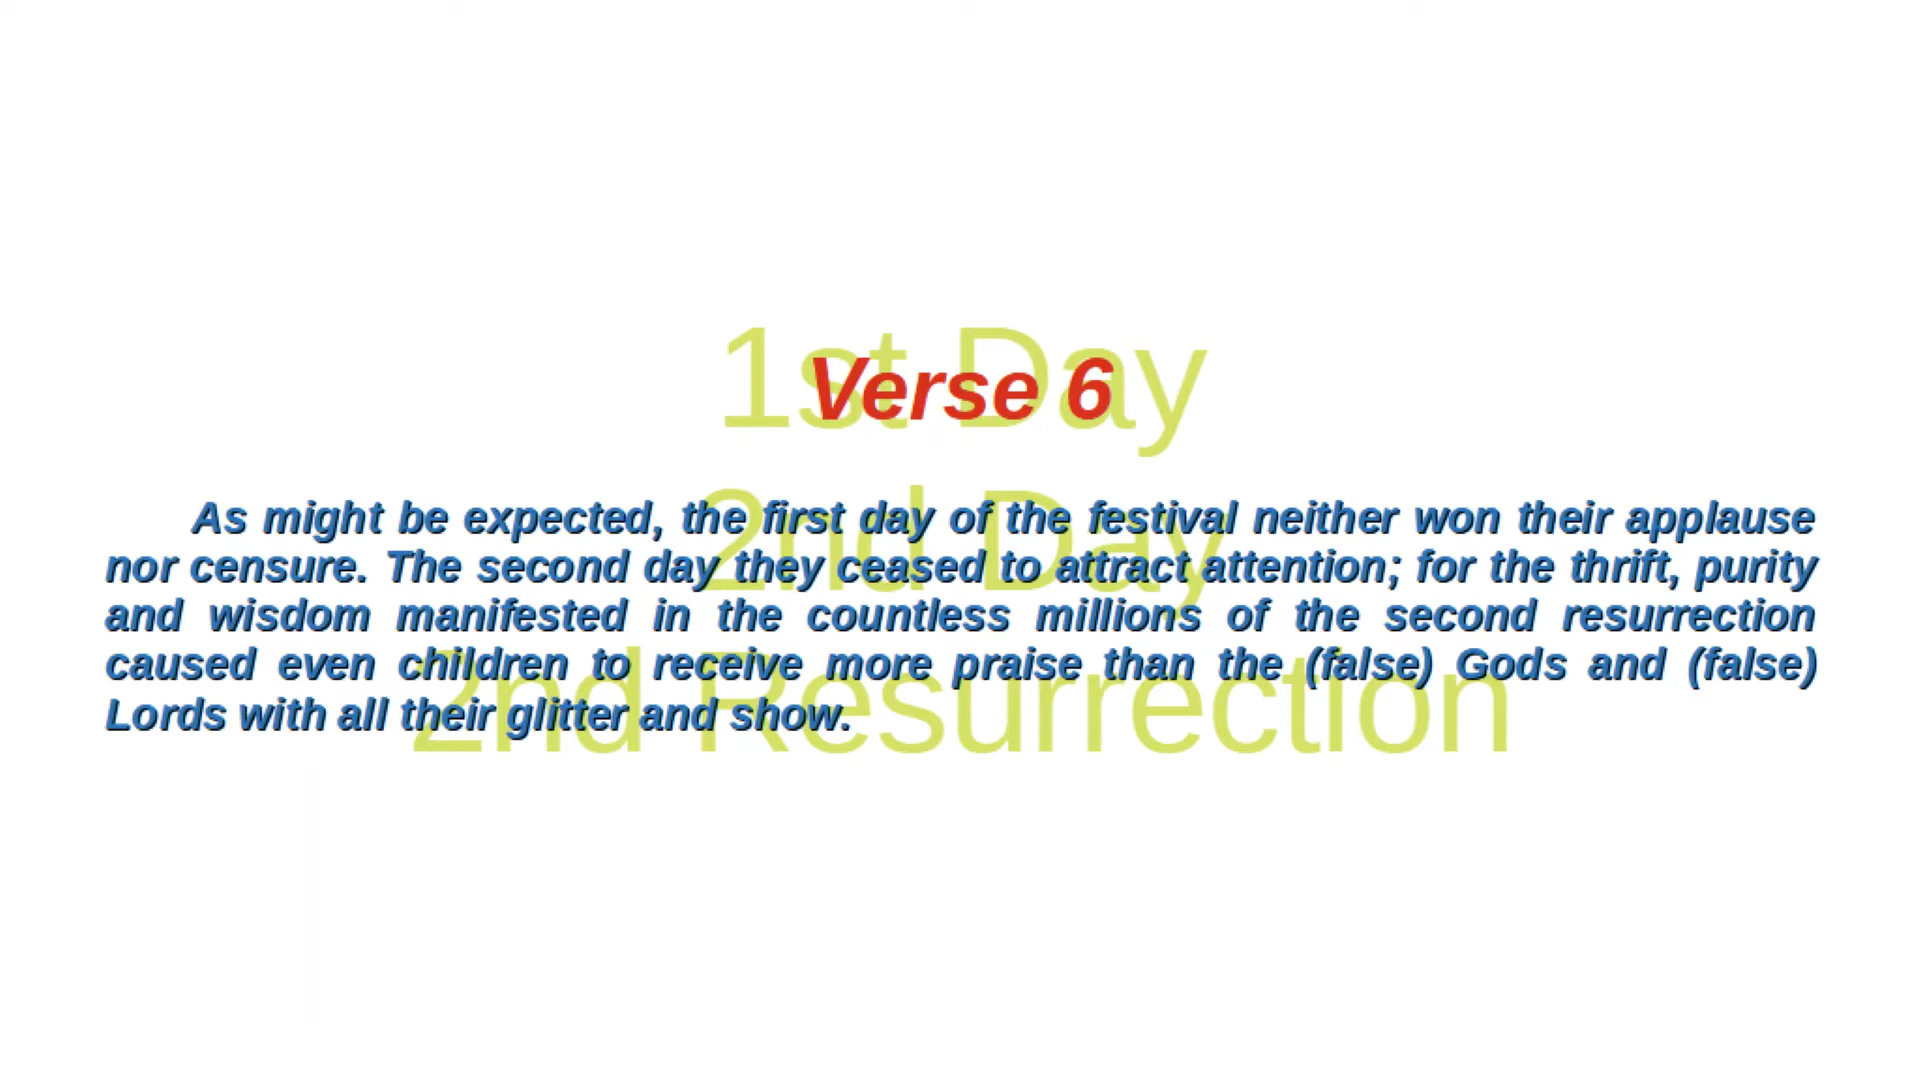 1st Day
Verse 6
2nd Day
As might be expected, the first day of the festival neither won their applause
nor censure. The second day they ceased to attract attention; for the thrift, purity
and wisdom manifested in the countless millions of the second resurrection
caused even children to receive more praise than the (false) Gods and (false)
2nd Resurrection
Lords with all their glitter and show.